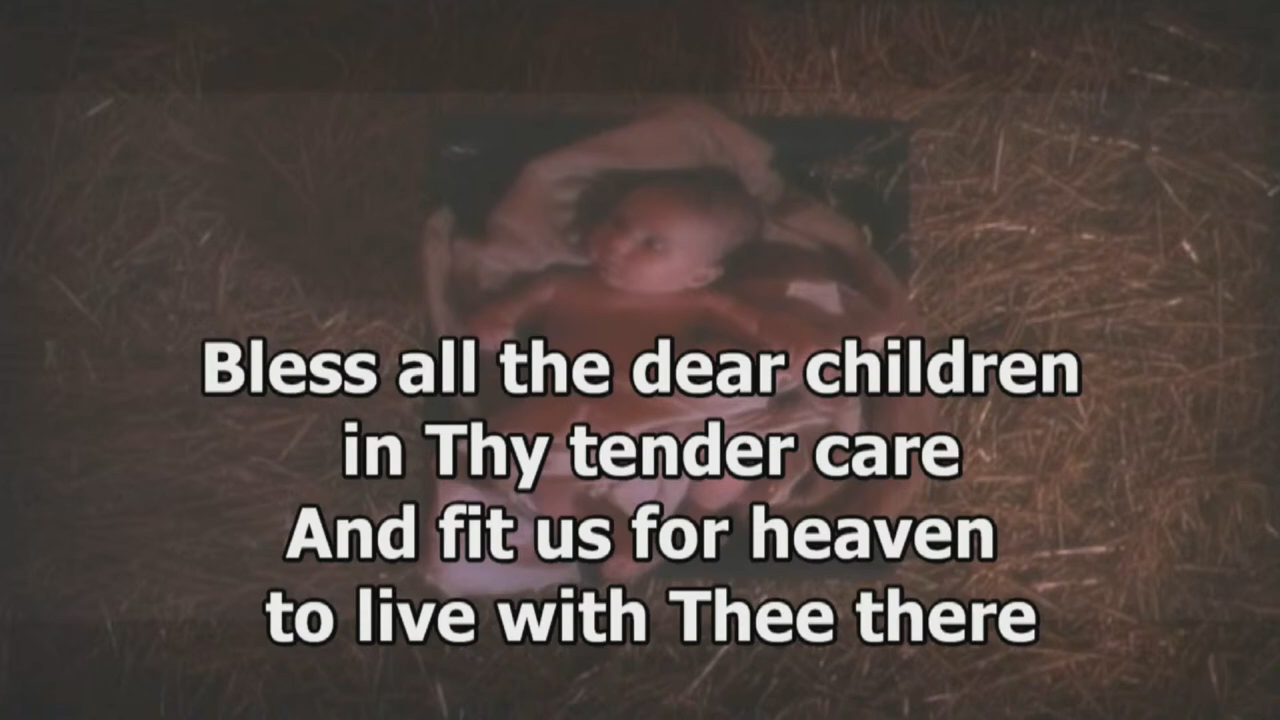 Bless all the dear children
in Thy tender care
And fit us for heaven
to live with Thee there